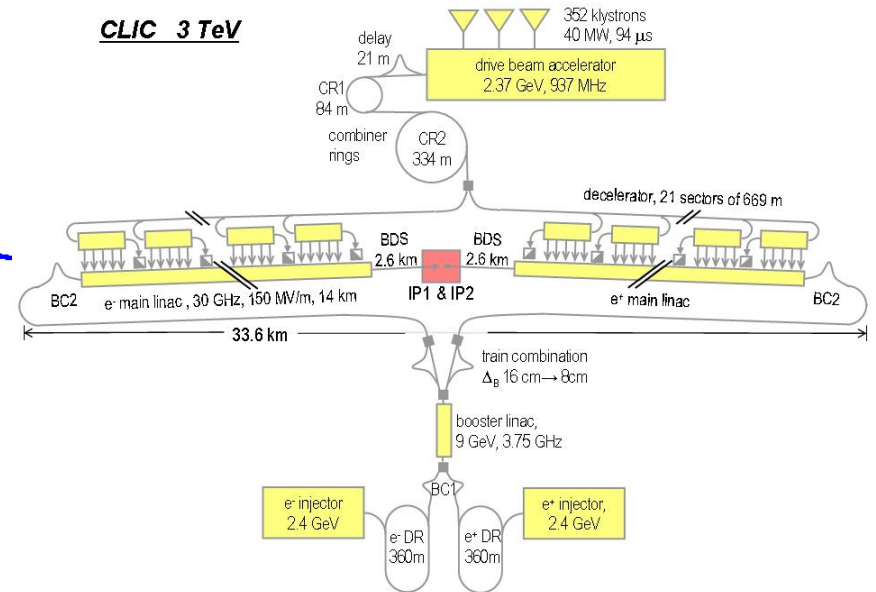 CLIC 3 TeV
352 klystrons
40 MW, 94 μs
delay
21 m
drive beam accelerator
2.37 GeV, 937 MHz
CR1
84 m
combiner
rings
CR2
334 m
decelerator, 21 sectors of 669 m
BDS
2.6 km
BDS
2.6 km
IP1 & IP2
BC2
e- main linac , 30 GHz, 150 MV/m, 14 km
e+ main linac
BC2
33.6 km
train combination
ΔB 16 cm→ 8cm
booster linac,
9 GeV, 3.75 GHz
BC1
e- injector
2.4 GeV
e+ injector,
2.4 GeV
e- DR
360m
e+ DR
360m